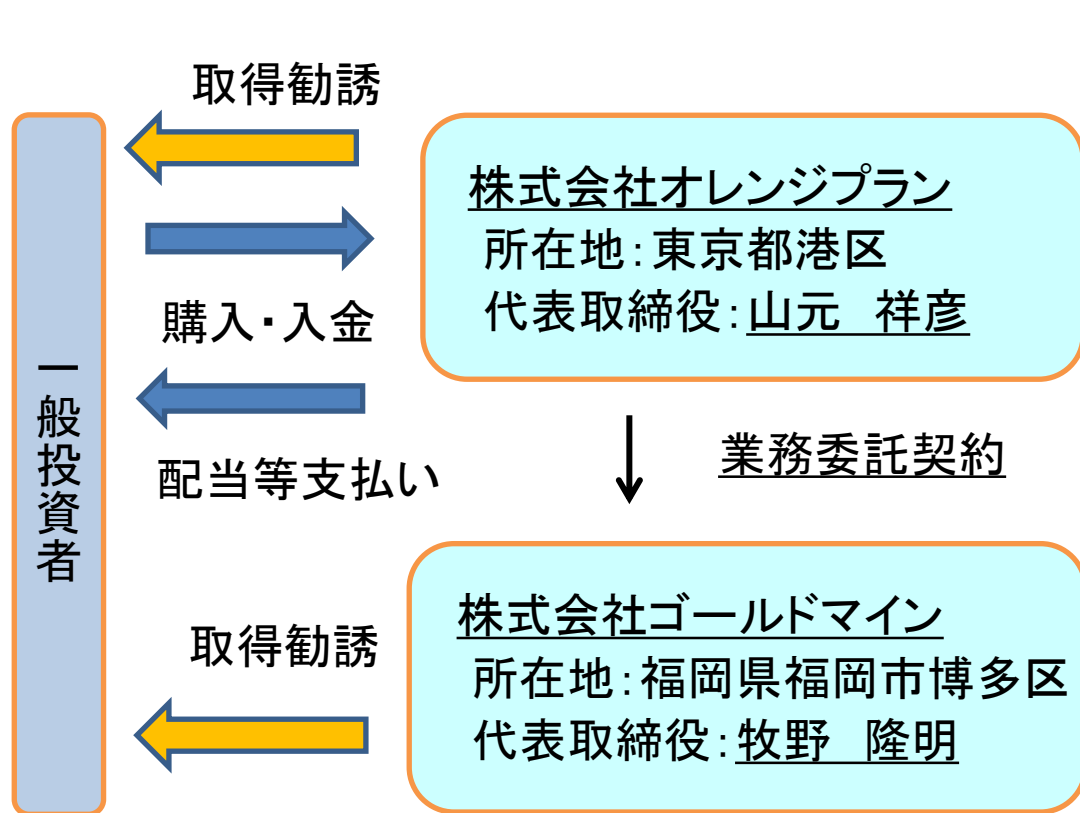 取得勧誘
株式会社オレンジプラン
所在地：東京都港区
代表取締役：山元　祥彦
購入・入金
一般投資者
配当等支払い
業務委託契約
取得勧誘
株式会社ゴールドマイン
所在地：福岡県福岡市博多区
代表取締役：牧野　隆明